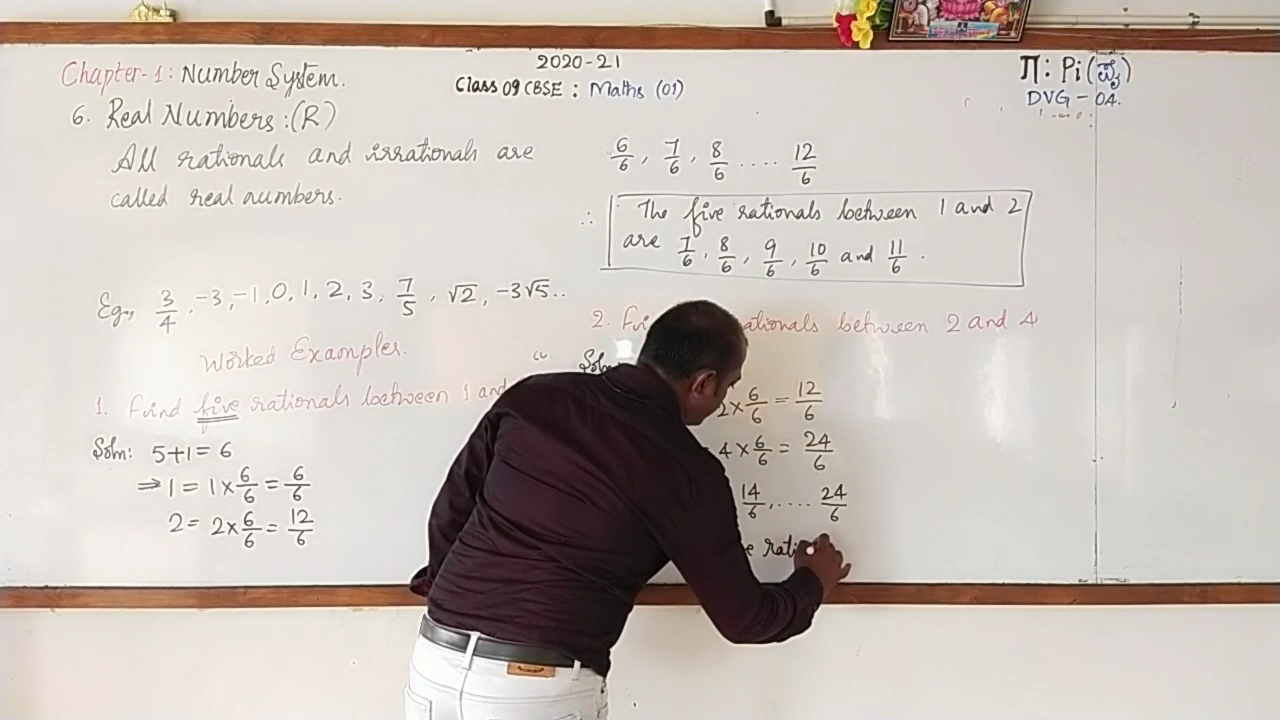 2020-21
Class 09 CBSE : Maths (01)
Π: Pi (ಪೈ)
DVG - 04.
Chapter-1: Number System.
6. Real Numbers:(R)
All rationals and irrationals are
called real numbers.
Eg., 3/4, -3, -1, 0, 1, 2, 3, 7/5, √2, -3√5..
Worked Examples.
1. Find five rationals between 1 and
Soln: 5+1=6
⇒ 1 = 1×6/6 = 6/6
2 = 2×6/6 = 12/6
6/6, 7/6, 8/6 .... 12/6
∴ The five rationals between 1 and 2
are 7/6, 8/6, 9/6, 10/6 and 11/6.
2. between 2 and 4
Soln
2×6/6 = 12/6
4×6/6 = 24/6
14/6, .... 24/6